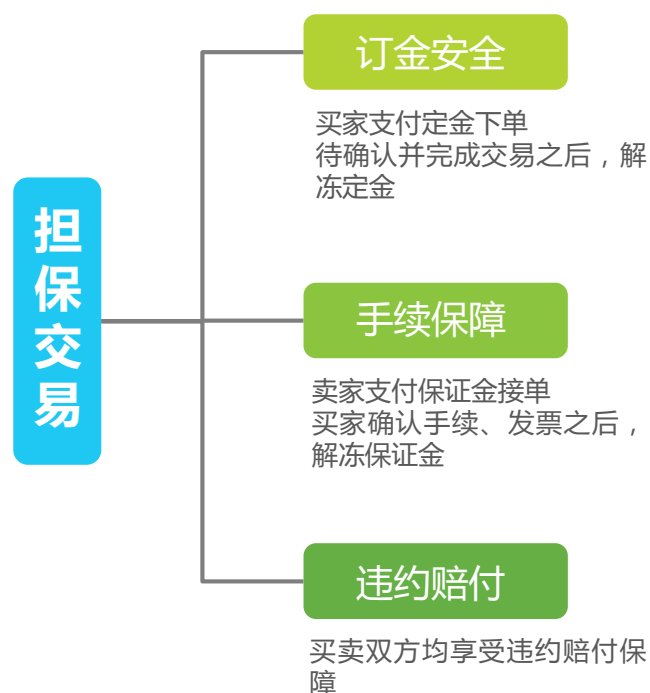 担保交易
订金安全
买家支付定金下单
待确认并完成交易之后，解
冻定金
手续保障
卖家支付保证金接单
买家确认手续、发票之后，
解冻保证金
违约赔付
买卖双方均享受违约赔付保
障